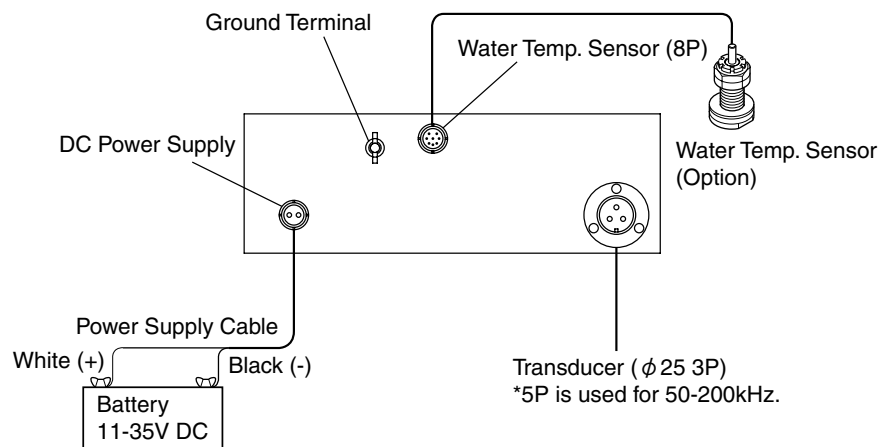 Ground Terminal
Water Temp. Sensor (8P)
DC Power Supply
Water Temp. Sensor
(Option)
Power Supply Cable
White (+)
Black (-)
Battery
11-35V DC
Transducer (ϕ25 3P)
*5P is used for 50-200kHz.